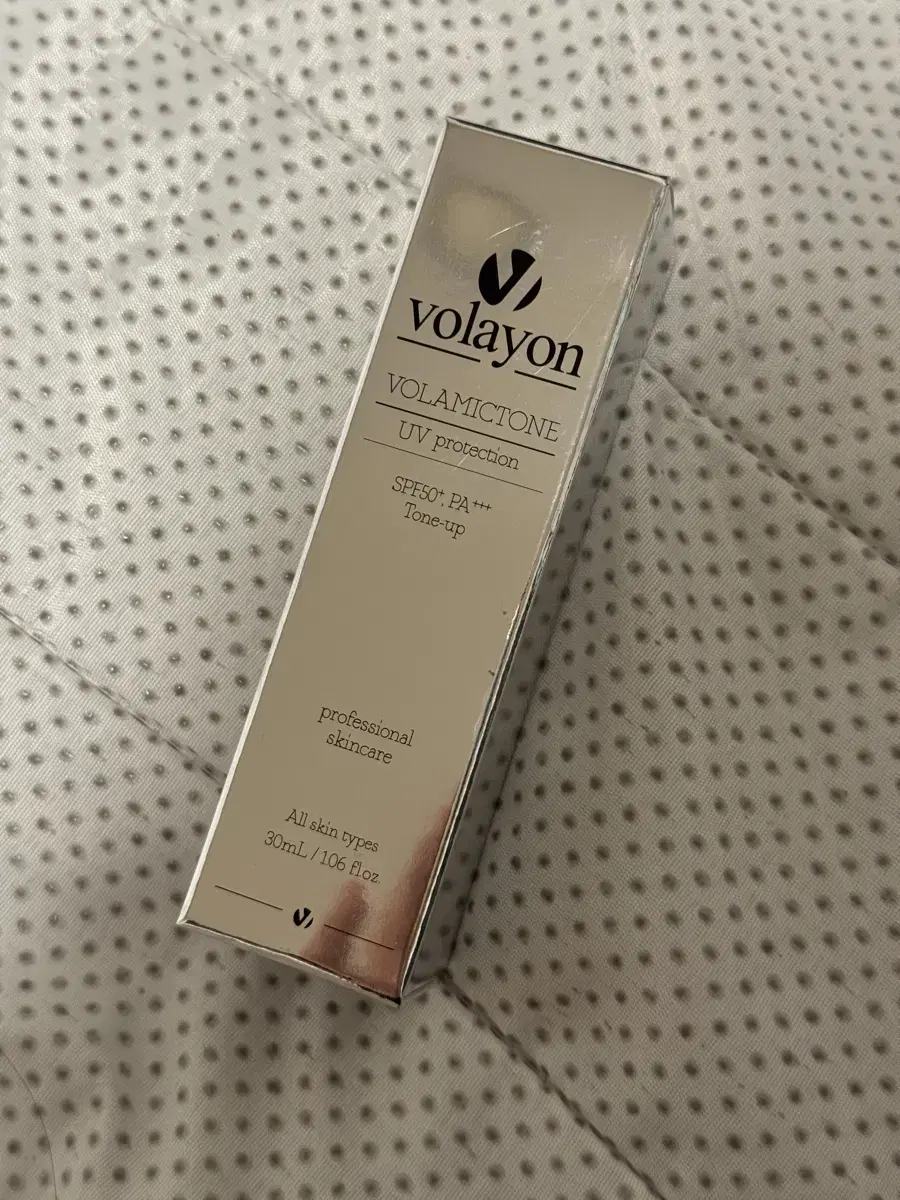 volayon
VOLAMICTONE
UV protection
SPF50+, PA+++
Tone-up
professional
skincare
All skin types
30mL / 1.06 fl.oz.